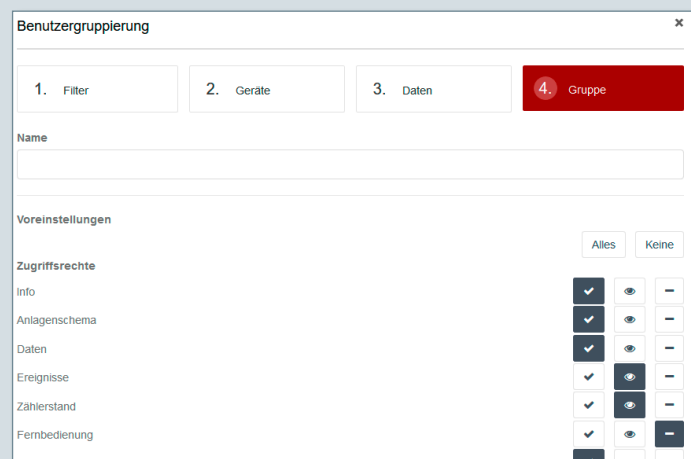 Benutzergruppierung
1. Filter 2. Geräte 3. Daten 4. Gruppe
Name
Voreinstellungen
Alles Keine
Zugriffsrechte
Info
Anlagenschema
Daten
Ereignisse
Zählerstand
Fernbedienung